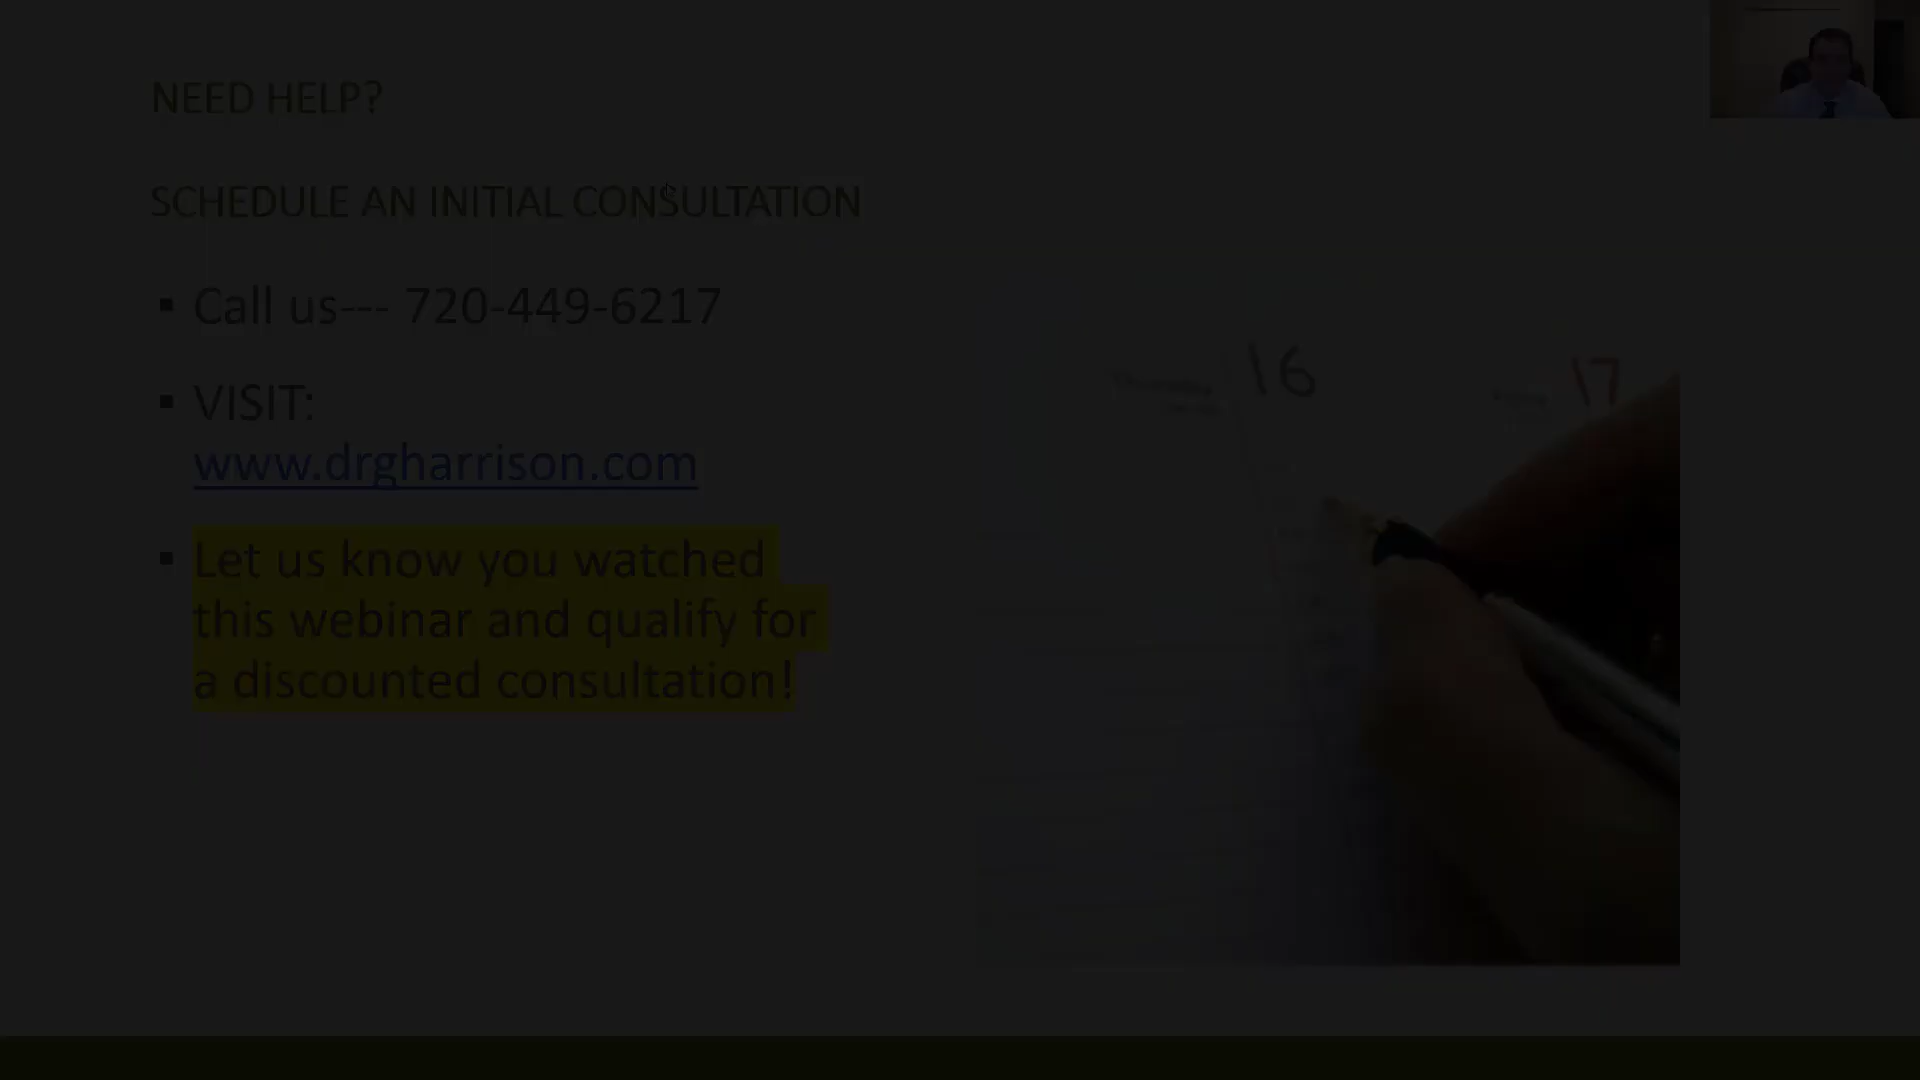 NEED HELP?
SCHEDULE AN INITIAL CONSULTATION
▪ Call us--- 720-449-6217
▪ VISIT:
www.drgharrison.com
▪ Let us know you watched
this webinar and qualify for
a discounted consultation!
16
17